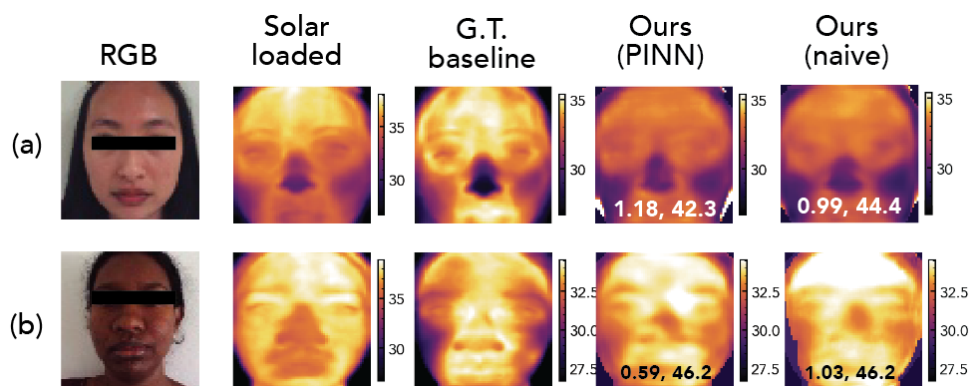 RGB
Solar
loaded
G.T.
baseline
Ours
(PINN)
Ours
(naive)
(a)
35
30
35
30
1.18, 42.3
35
30
0.99, 44.4
35
30
(b)
35
30
32.5
30.0
27.5
0.59, 46.2
32.5
30.0
27.5
1.03, 46.2
32.5
30.0
27.5